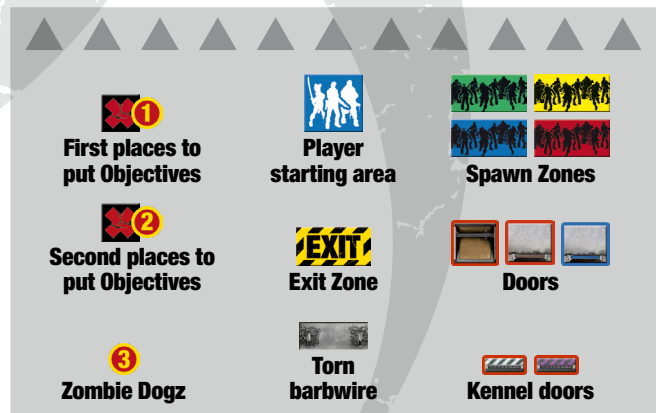 1
First places to
put Objectives
Player
starting area
Spawn Zones
2
Second places to
put Objectives
EXIT
Exit Zone
Doors
3
Zombie Dogz
Torn
barbwire
Kennel doors